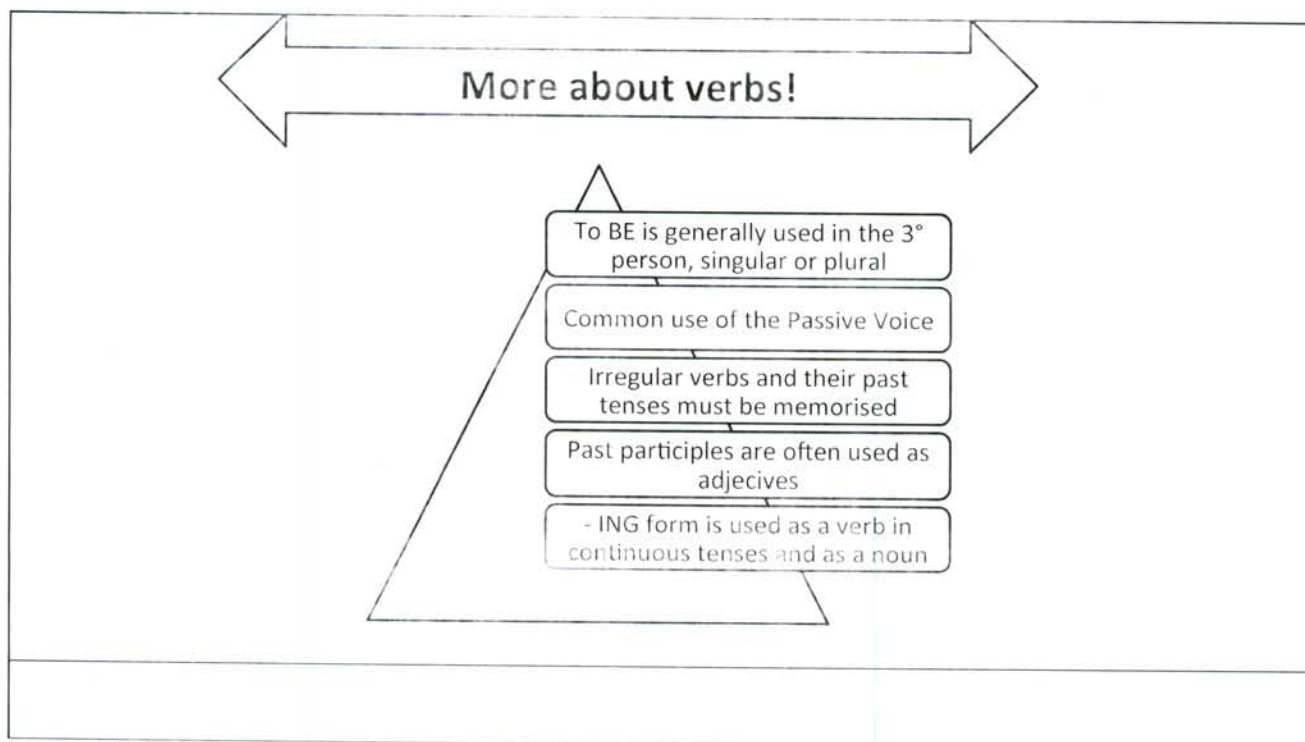 More about verbs!
To BE is generally used in the 3°
person, singular or plural
Common use of the Passive Voice
Irregular verbs and their past
tenses must be memorised
Past participles are often used as
adjecives
- ING form is used as a verb in
continuous tenses and as a noun